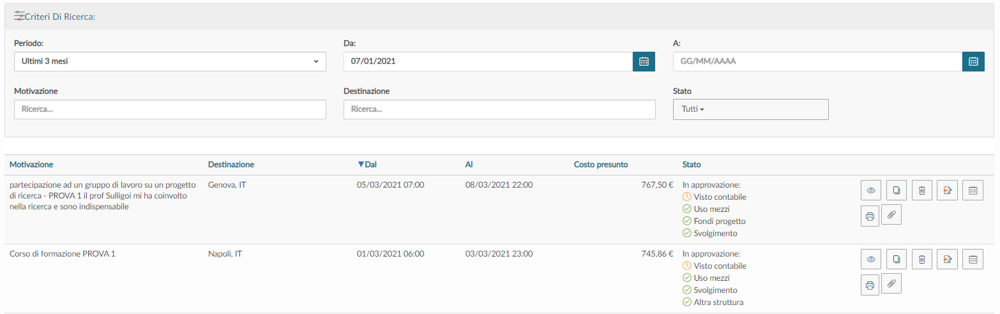 Criteri Di Ricerca:
Periodo: Da: A:
Ultimi 3 mesi 07/01/2021 GG/MM/AAAA
Motivazione Destinazione Stato
Ricerca... Ricerca... Tutti
Motivazione Destinazione ▼Dal Al Costo presunto Stato
partecipazione ad un gruppo di lavoro su un progetto Genova, IT 05/03/2021 07:00 08/03/2021 22:00 767,50 € In approvazione:
di ricerca - PROVA 1 il prof Sulligoi mi ha coinvolto Visto contabile
nella ricerca e sono indispensabile Uso mezzi
Fondi progetto
Svolgimento
Corso di formazione PROVA 1 Napoli, IT 01/03/2021 06:00 03/03/2021 23:00 745,86 € In approvazione:
Visto contabile
Uso mezzi
Svolgimento
Altra struttura